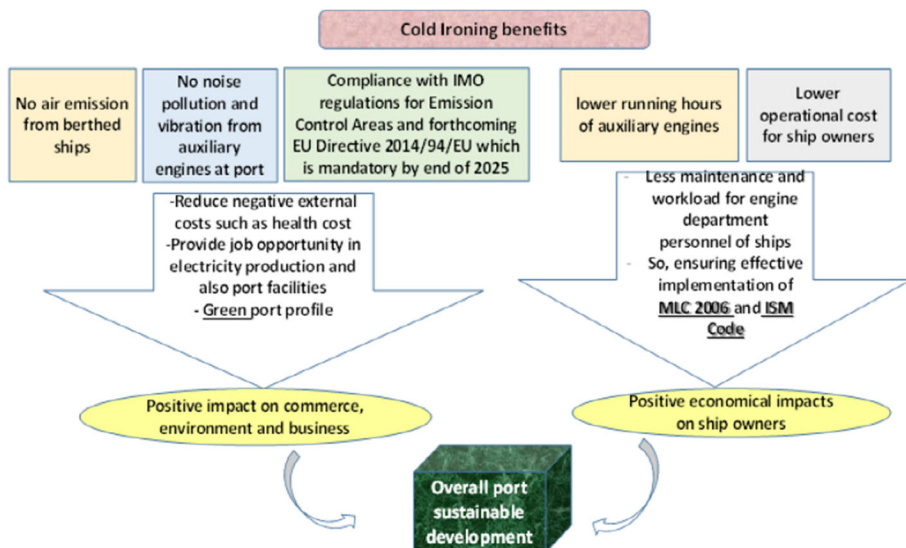 Cold Ironing benefits
No air emission
from berthed
ships
No noise
pollution and
vibration from
auxiliary
engines at port
Compliance with IMO
regulations for Emission
Control Areas and forthcoming
EU Directive 2014/94/EU which
is mandatory by end of 2025
lower running hours
of auxiliary engines
Lower
operational cost
for ship owners
-Reduce negative external
costs such as health cost
-Provide job opportunity in
electricity production and
also port facilities
- Green port profile
- Less maintenance and
workload for engine
department
personnel of ships
- So, ensuring effective
implementation of
MLC 2006 and ISM
Code
Positive impact on commerce,
environment and business
Positive economical impacts
on ship owners
Overall port
sustainable
development